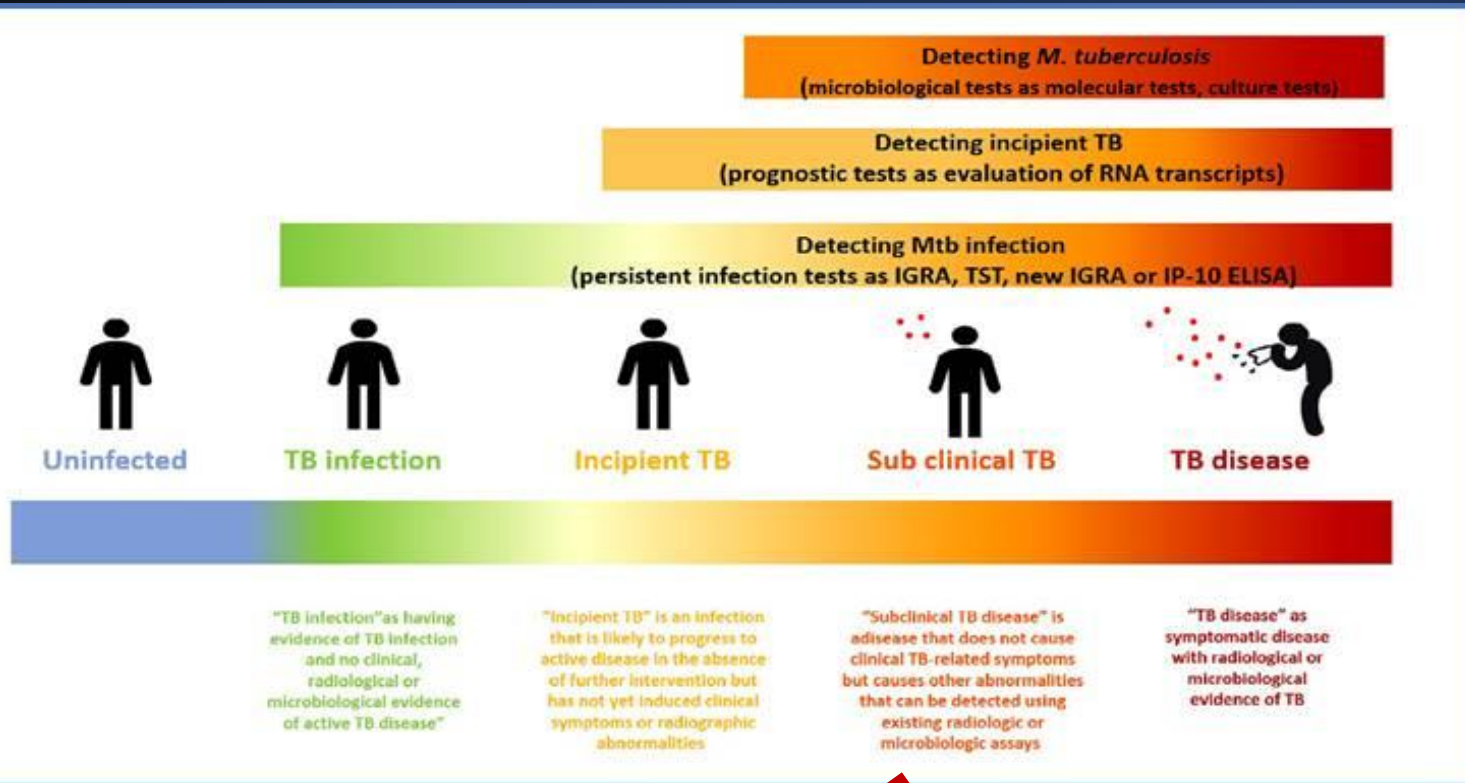 Detecting M. tuberculosis
(microbiological tests as molecular tests, culture tests)
Detecting incipient TB
(prognostic tests as evaluation of RNA transcripts)
Detecting Mtb infection
(persistent infection tests as IGRA, TST, new IGRA or IP-10 ELISA)
Uninfected
TB infection
Incipient TB
Sub clinical TB
TB disease
"TB infection"as having
evidence of TB infection
and no clinical,
radiological or
microbiological evidence
of active TB disease"
"Incipient TB" is an infection
that is likely to progress to
active disease in the absence
of further intervention but
has not yet induced clinical
symptoms or radiographic
abnormalities
"Subclinical TB disease" is
adisease that does not cause
clinical TB-related symptoms
but causes other abnormalities
that can be detected using
existing radiologic or
microbiologic assays
"TB disease" as
symptomatic disease
with radiological or
microbiological
evidence of TB